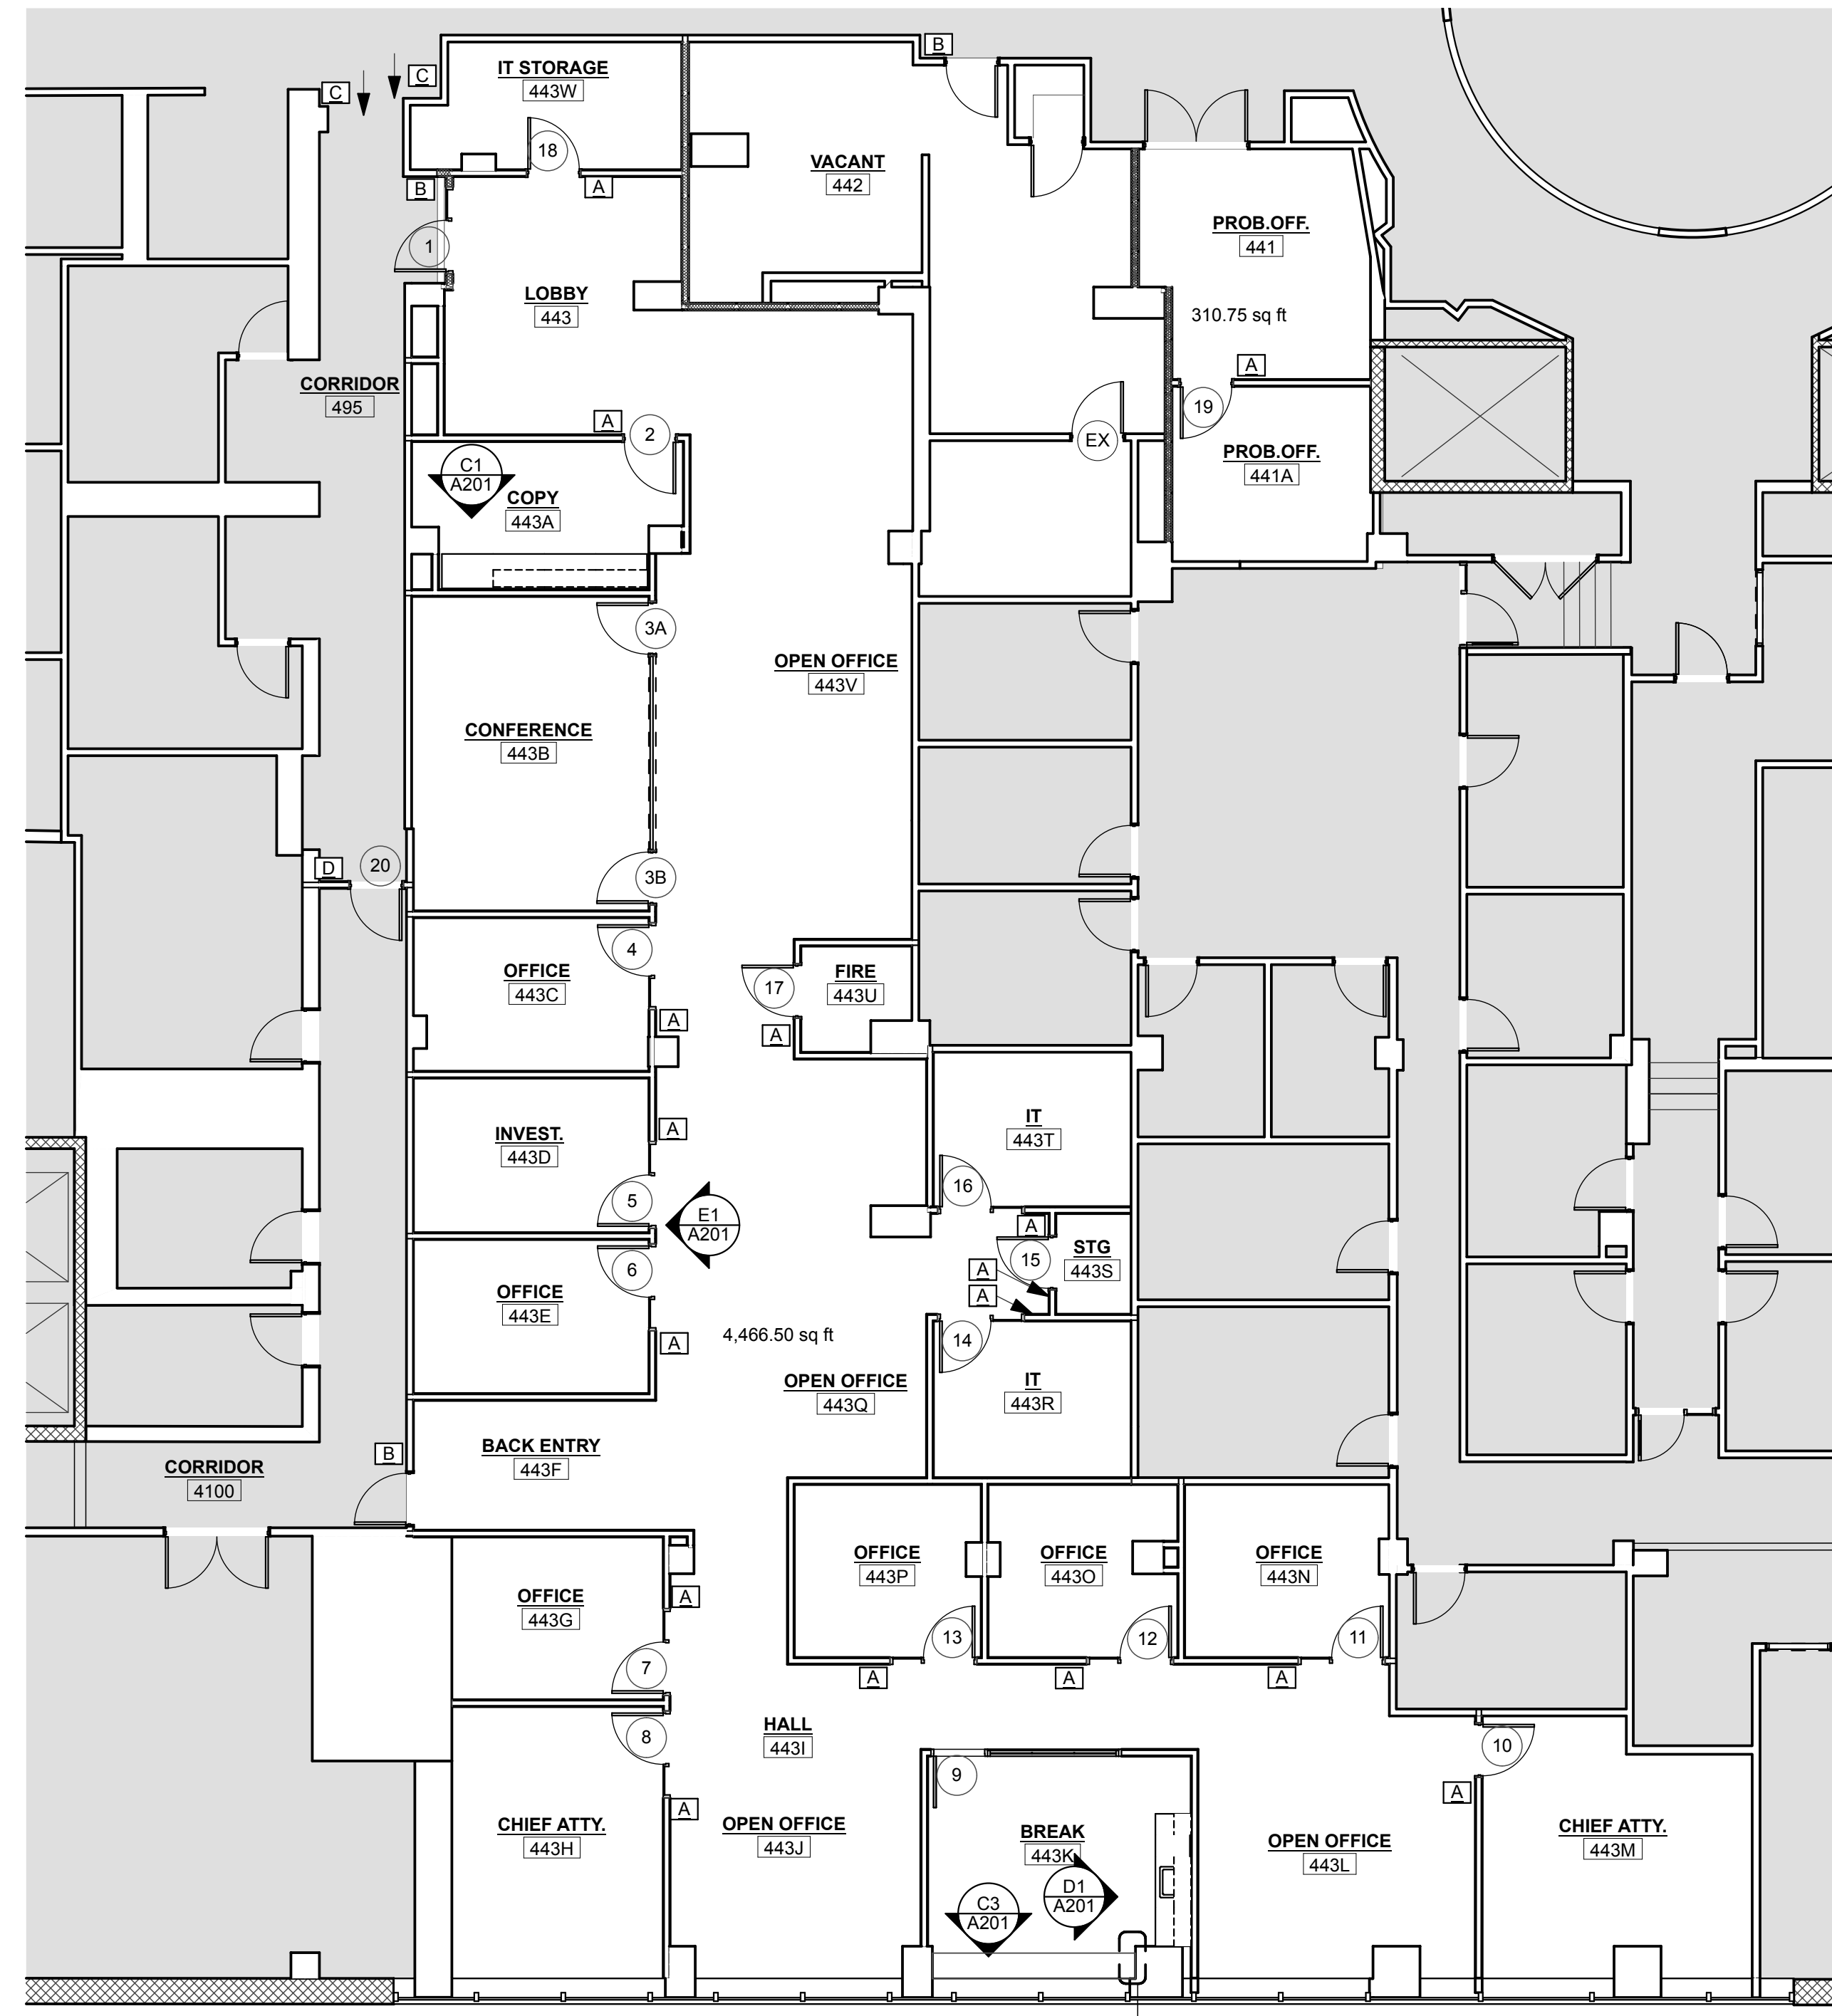 B
C
IT STORAGE
443W
C
18
VACANT
442
B
A
PROB.OFF.
441
1
LOBBY
443
310.75 sq ft
A
CORRIDOR
495
19
A
2
EX
PROB.OFF.
441A
C1
A201
COPY
443A
3A
OPEN OFFICE
443V
CONFERENCE
443B
D
20
3B
4
OFFICE
443C
17
FIRE
443U
A
A
IT
443T
INVEST.
443D
A
16
5
E1
A201
A
STG
443S
15
6
A
A
OFFICE
443E
4,466.50 sq ft
A
14
OPEN OFFICE
443Q
IT
443R
BACK ENTRY
443F
B
CORRIDOR
4100
OFFICE
443P
OFFICE
443O
OFFICE
443N
OFFICE
443G
A
13
12
11
7
A
A
A
HALL
443I
8
10
9
A
A
CHIEF ATTY.
443H
OPEN OFFICE
443J
BREAK
443K
OPEN OFFICE
443L
CHIEF ATTY.
443M
D1
A201
C3
A201